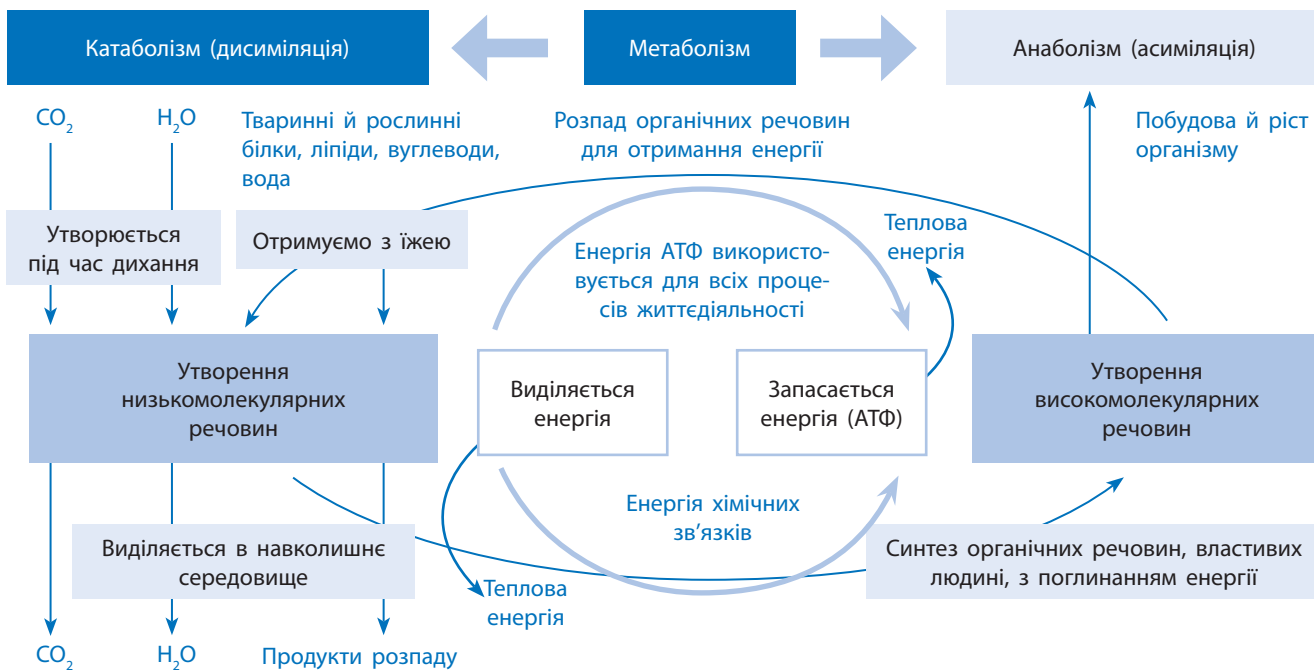 Катаболізм (дисиміляція)
Метаболізм
Анаболізм (асиміляція)
CO2
H2O
Тваринні й рослинні
білки, ліпіди, вуглеводи,
вода
Розпад органічних речовин
для отримання енергії
Побудова й ріст
організму
Утворюється
під час дихання
Отримуємо з їжею
Енергія АТФ використо-
вується для всіх проце-
сів життєдіяльності
Теплова
енергія
Утворення
низькомолекулярних
речовин
Виділяється
енергія
Запасається
енергія (АТФ)
Утворення
високомолекулярних
речовин
Виділяється в навколишнє
середовище
Енергія хімічних
зв’язків
Синтез органічних речовин, властивих
людині, з поглинанням енергії
Теплова
енергія
CO2
H2O
Продукти розпаду